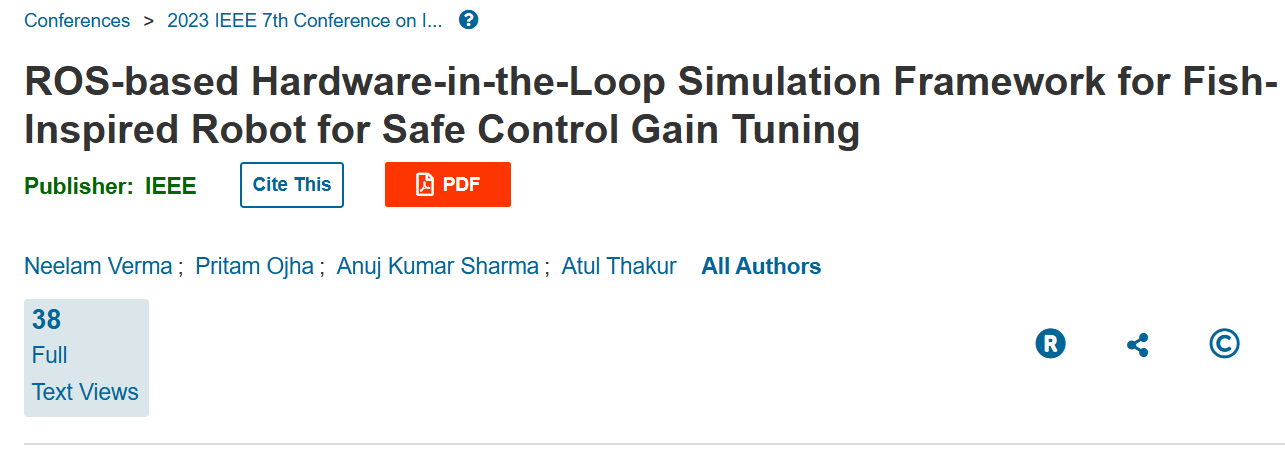 Conferences > 2023 IEEE 7th Conference on I... ?
ROS-based Hardware-in-the-Loop Simulation Framework for Fish-
Inspired Robot for Safe Control Gain Tuning
Publisher: IEEE Cite This PDF
Neelam Verma ; Pritam Ojha ; Anuj Kumar Sharma ; Atul Thakur All Authors
38
Full
Text Views
R ©